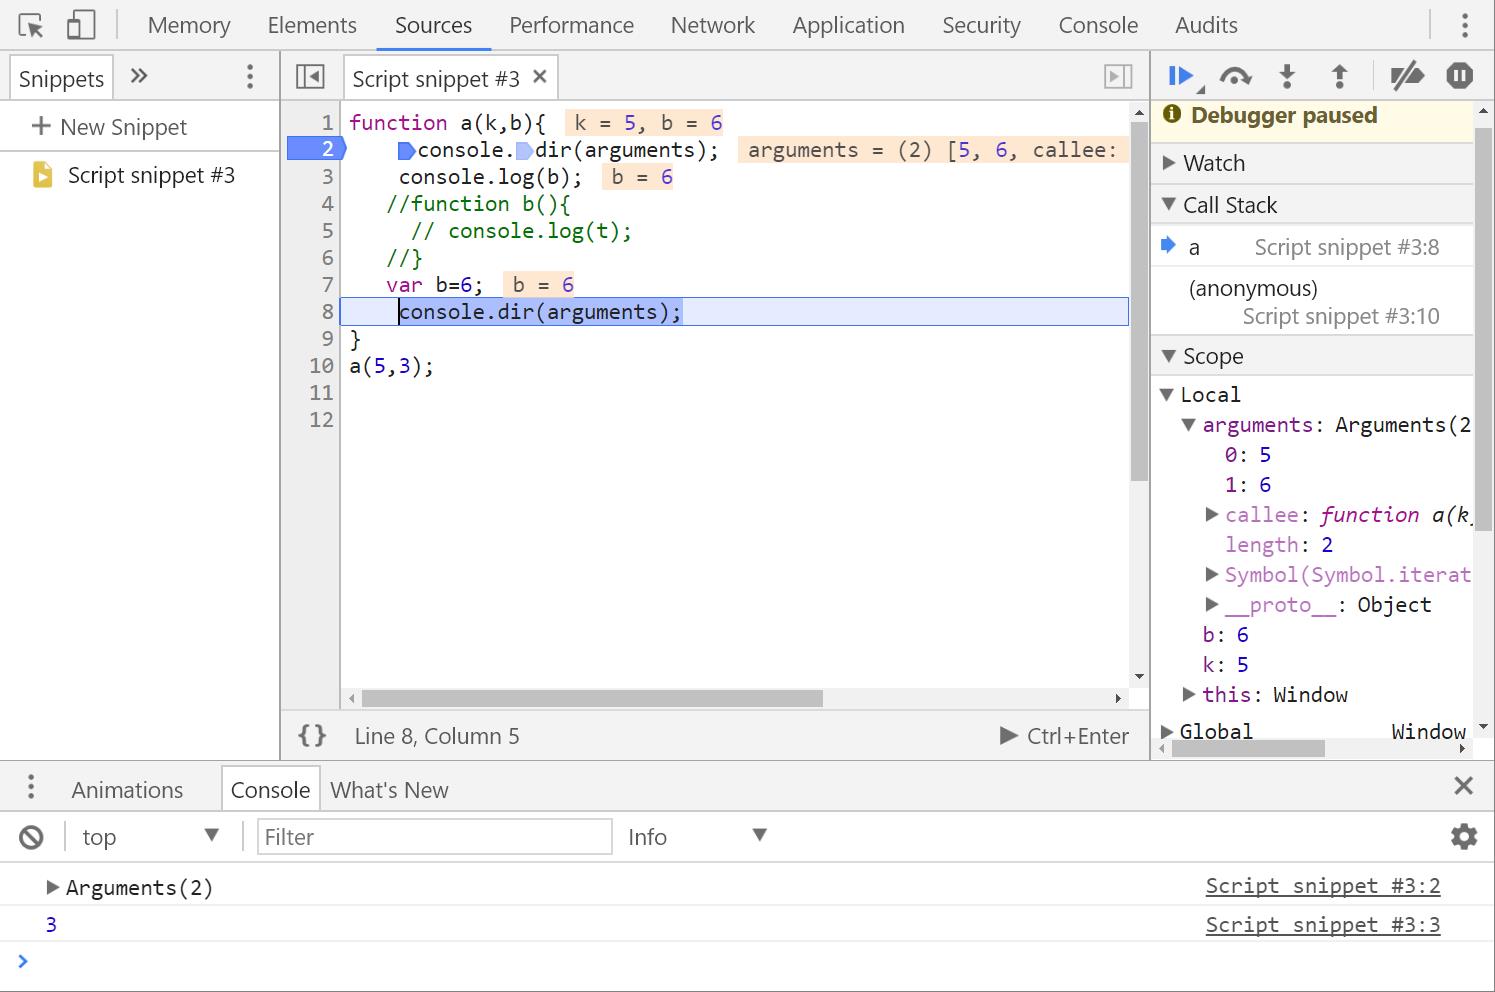 Memory Elements Sources Performance Network Application Security Console Audits
Snippets
Script snippet #3
New Snippet
Script snippet #3
1 function a(k,b){ k = 5, b = 6
2 console.dir(arguments); arguments = (2) [5, 6, callee:
3 console.log(b); b = 6
4 //function b(){
5 // console.log(t);
6 //}
7 var b=6; b = 6
8 console.dir(arguments);
9 }
10 a(5,3);
11
12
{} Line 8, Column 5 Ctrl+Enter
Debugger paused
Watch
Call Stack
a Script snippet #3:8
(anonymous)
Script snippet #3:10
Scope
Local
arguments: Arguments(2
0: 5
1: 6
callee: function a(k,
length: 2
Symbol(Symbol.iterat
__proto__: Object
b: 6
k: 5
this: Window
Global Window
Animations Console What's New
top Filter Info
Arguments(2) Script snippet #3:2
3 Script snippet #3:3